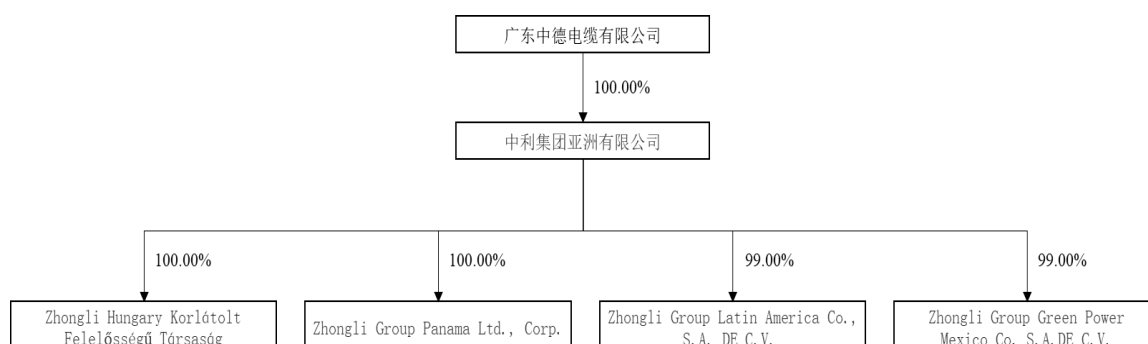 广东中德电缆有限公司
100.00%
中利集团亚洲有限公司
100.00%
100.00%
99.00%
99.00%
Zhongli Hungary Korlátolt
Felelősségű Társaság
Zhongli Group Panama Ltd., Corp.
Zhongli Group Latin America Co.,
S.A. DE C.V.
Zhongli Group Green Power
Mexico Co. S.A.DE C.V.